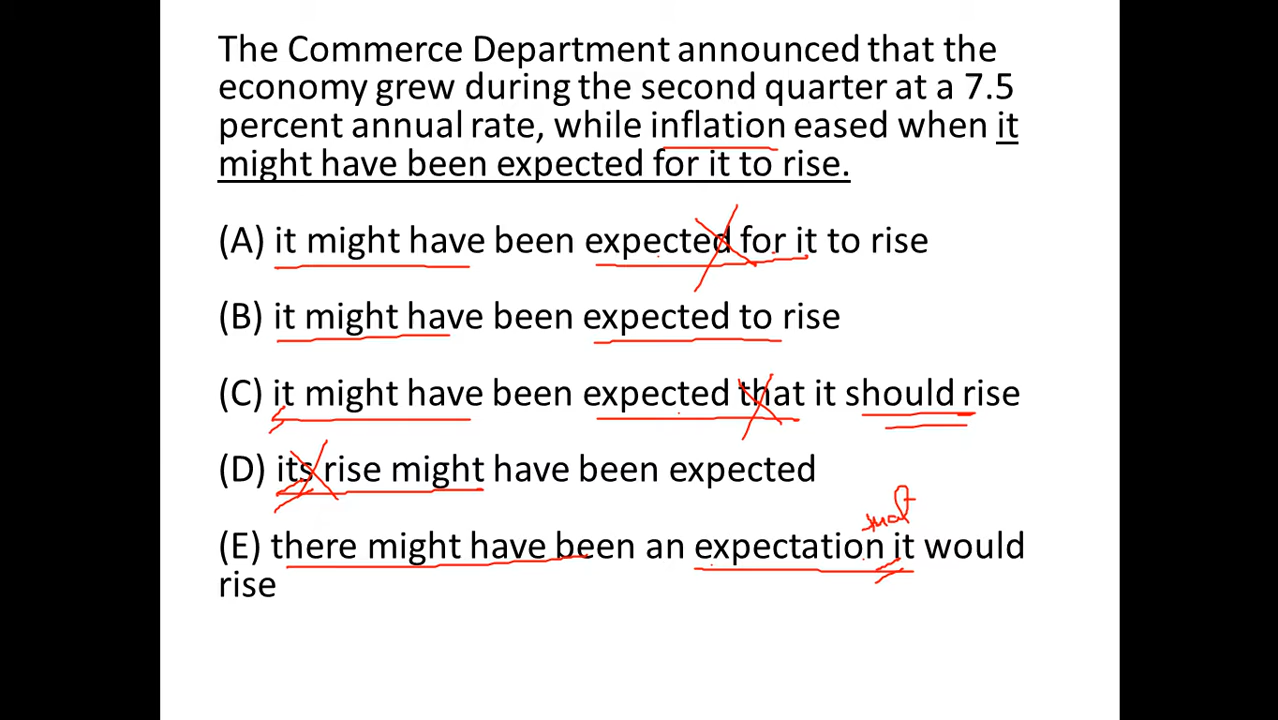 The Commerce Department announced that the
economy grew during the second quarter at a 7.5
percent annual rate, while inflation eased when it
might have been expected for it to rise.
(A) it might have been expected for it to rise
(B) it might have been expected to rise
(C) it might have been expected that it should rise
(D) its rise might have been expected
that
(E) there might have been an expectation it would
rise